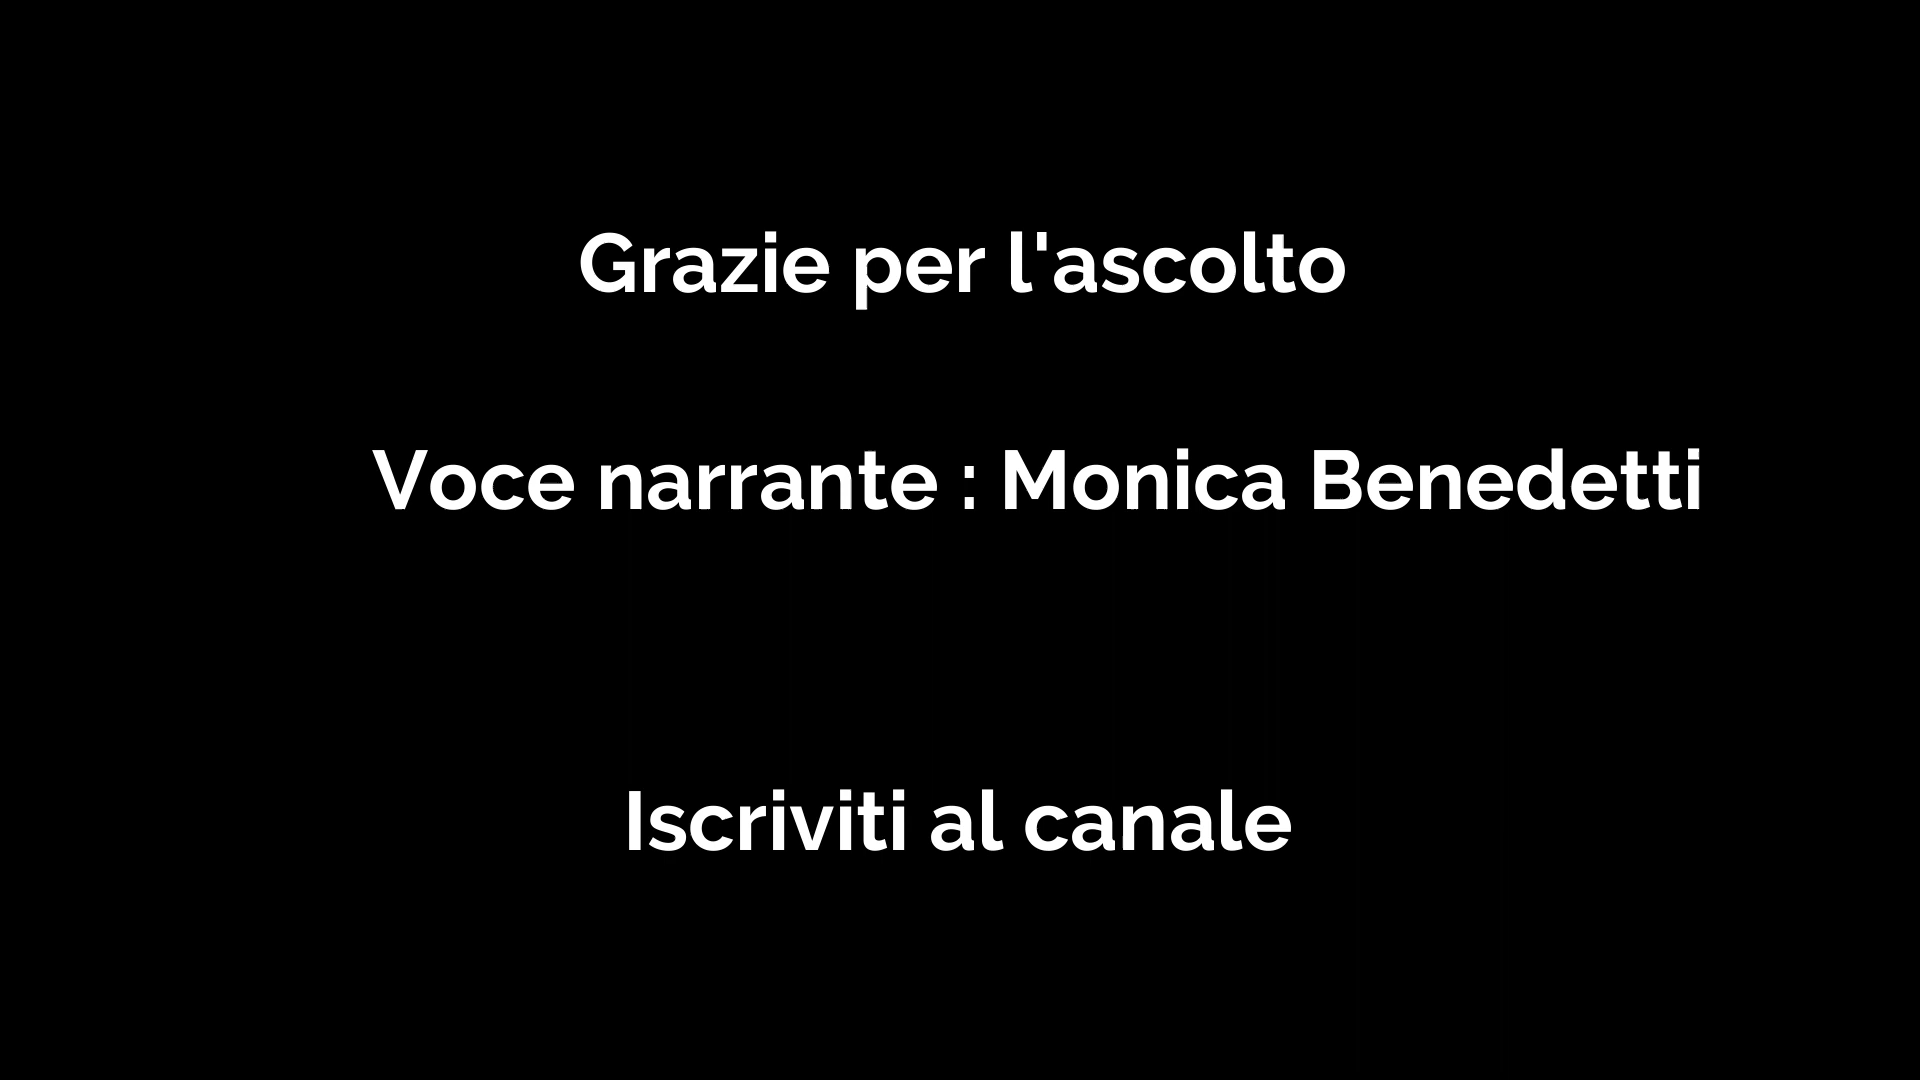 Grazie per l'ascolto
Voce narrante : Monica Benedetti
Iscriviti al canale